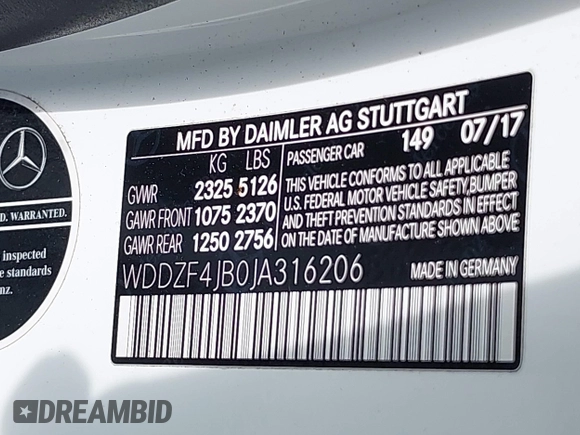 MFD BY DAIMLER AG STUTTGART
KG LBS PASSENGER CAR 149 07/17
GVWR 2325 5126
GAWR FRONT 1075 2370
GAWR REAR 1250 2756
THIS VEHICLE CONFORMS TO ALL APPLICABLE
U.S. FEDERAL MOTOR VEHICLE SAFETY, BUMPER
AND THEFT PREVENTION STANDARDS IN EFFECT
ON THE DATE OF MANUFACTURE SHOWN ABOVE.
WDDZF4JB0JA316206 MADE IN GERMANY
D. WARRANTED.
inspected
e standards
nz.
DREAMBID